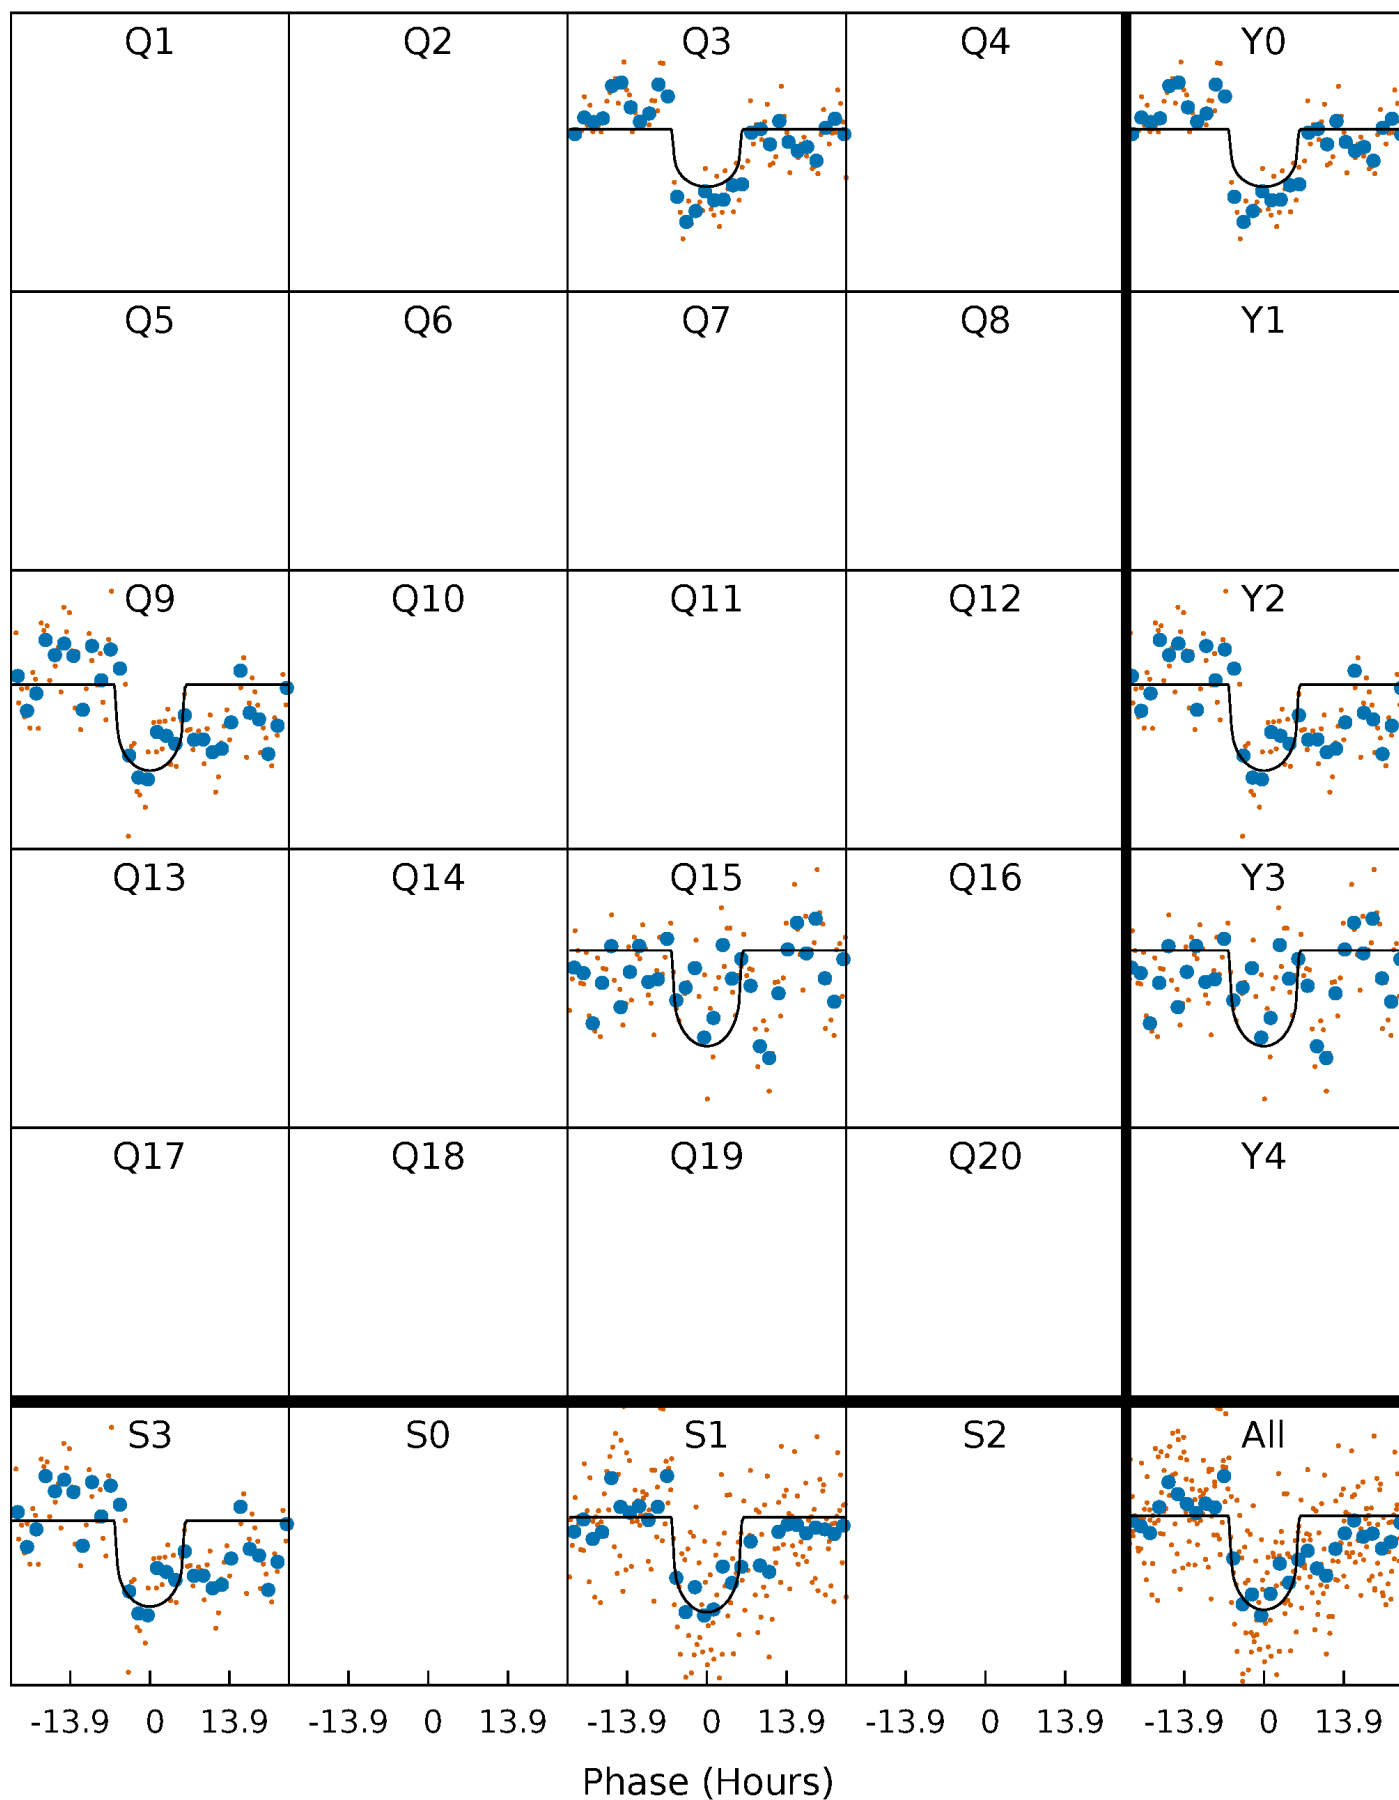 Q1 Q2 Q3 Q4 Y0
Q5 Q6 Q7 Q8 Y1
Q9 Q10 Q11 Q12 Y2
Q13 Q14 Q15 Q16 Y3
Q17 Q18 Q19 Q20 Y4
S3 S0 S1 S2 All
-13.9 0 13.9 -13.9 0 13.9 -13.9 0 13.9 -13.9 0 13.9 -13.9 0 13.9
Phase (Hours)